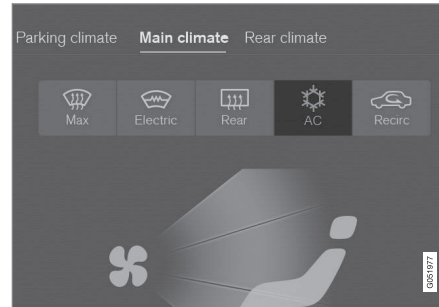 Parking climate Main climate Rear climate
Max Electric Rear AC Recirc
G051977